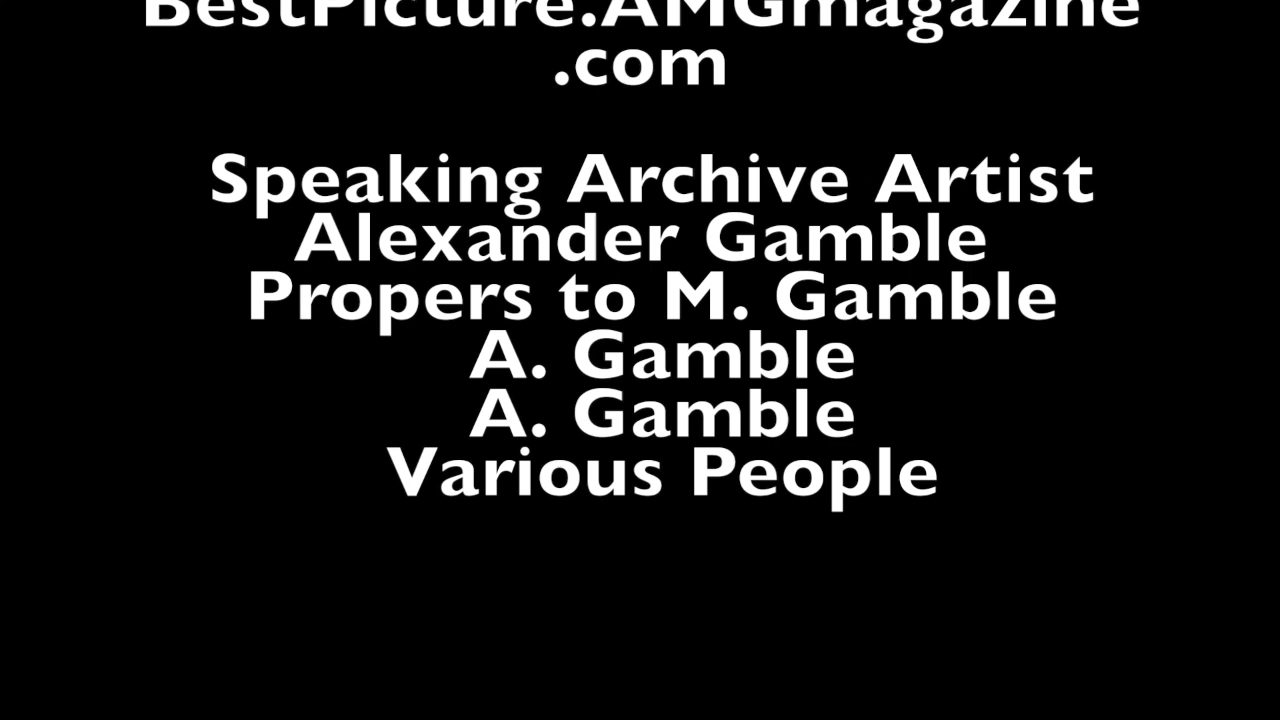 BestPicture.AMGmagazine
.com
Speaking Archive Artist
Alexander Gamble
Propers to M. Gamble
A. Gamble
A. Gamble
Various People